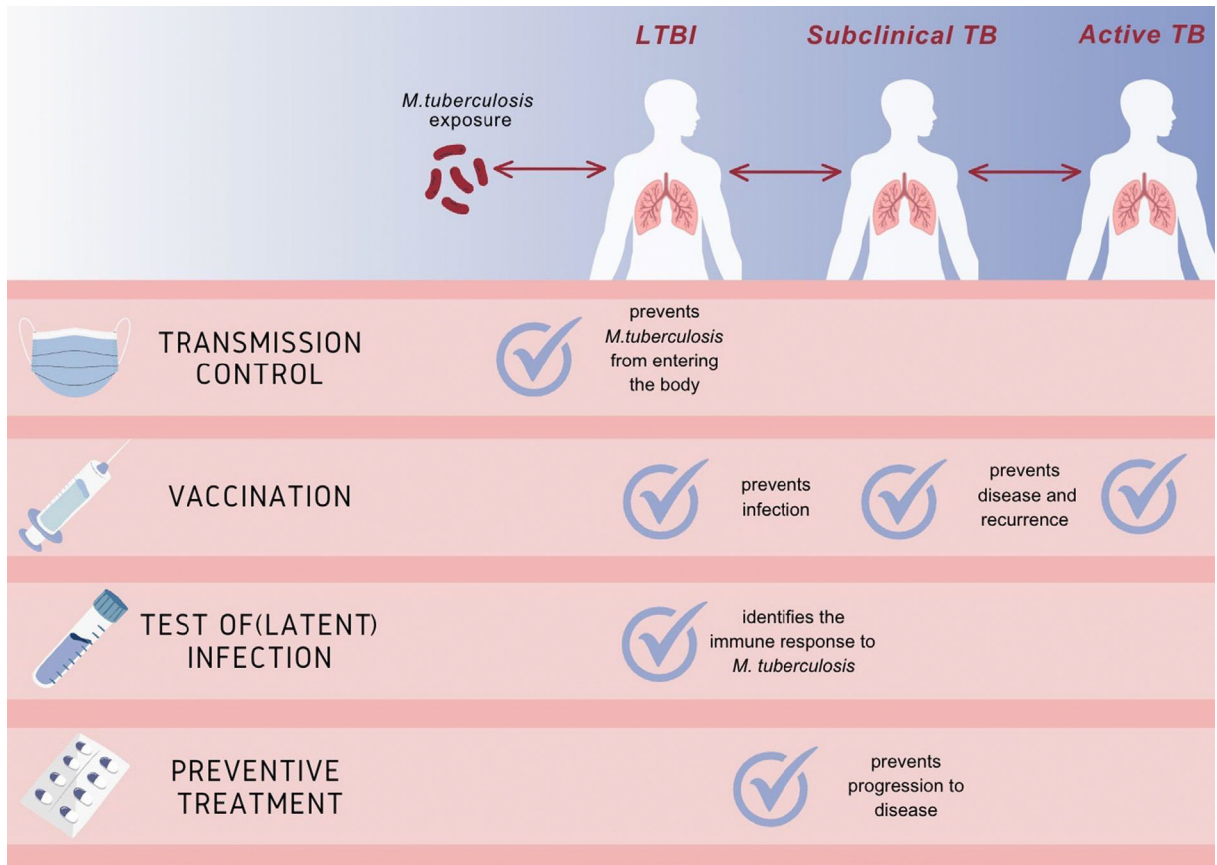 LTBI
Subclinical TB
Active TB
M.tuberculosis
exposure
TRANSMISSION
CONTROL
prevents
M.tuberculosis
from entering
the body
VACCINATION
prevents
infection
prevents
disease and
recurrence
TEST OF(LATENT)
INFECTION
identifies the
immune response to
M. tuberculosis
PREVENTIVE
TREATMENT
prevents
progression to
disease